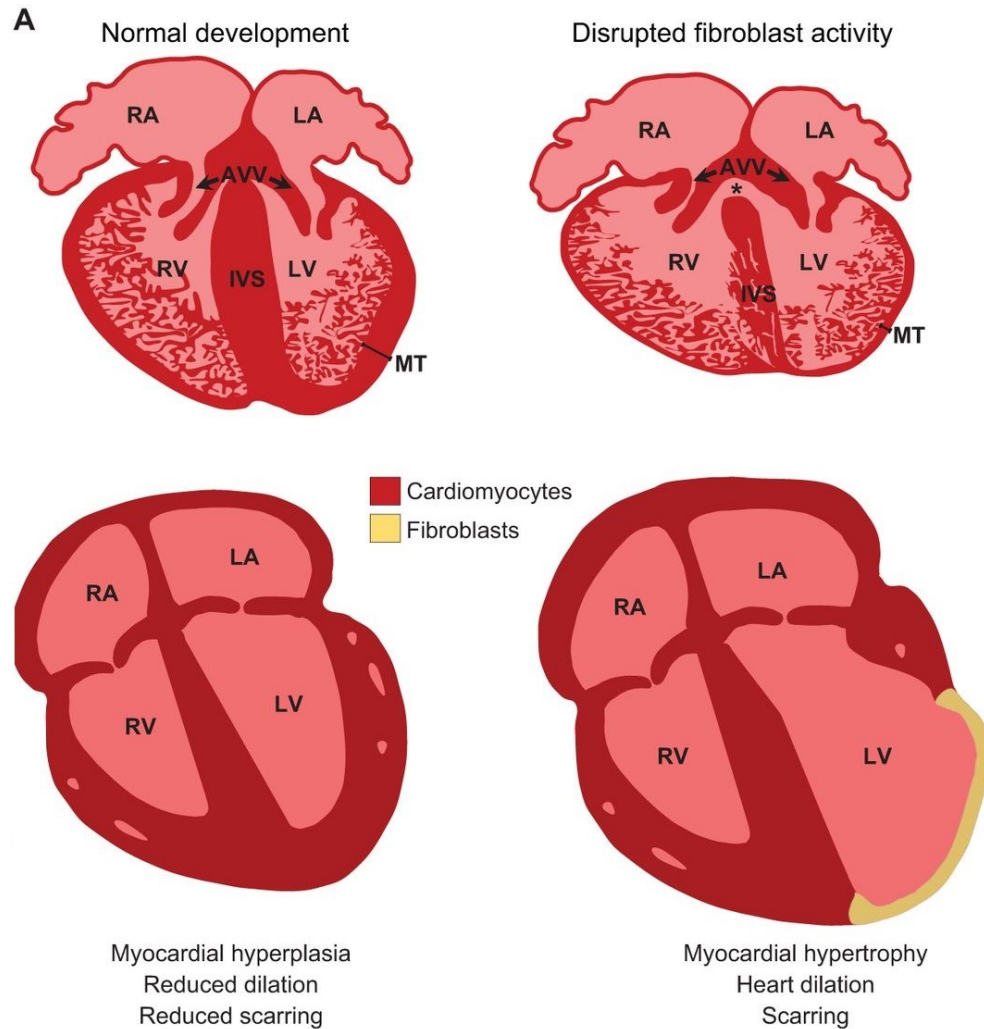 A
Normal development
Disrupted fibroblast activity
RA
LA
AVV
RV
IVS
LV
MT
RA
LA
AVV
*
RV
IVS
LV
MT
Cardiomyocytes
Fibroblasts
RA
LA
RV
LV
RA
LA
RV
LV
Myocardial hyperplasia
Reduced dilation
Reduced scarring
Myocardial hypertrophy
Heart dilation
Scarring